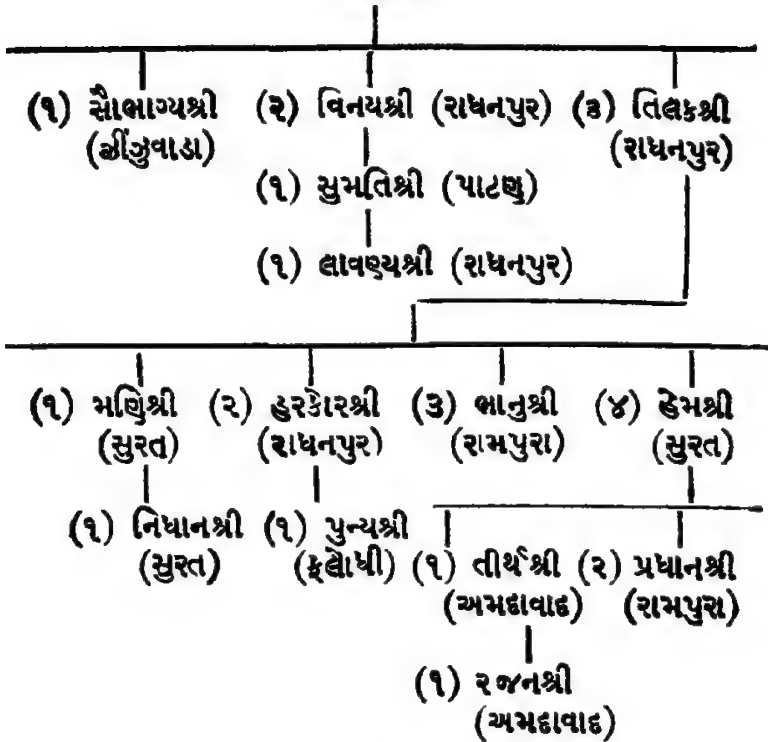 (૧) સૌભાગ્યશ્રી (૨) વિનયશ્રી (રાધનપુર) (૩) તિલકશ્રી
(ઝીંઝુવાડા) (રાધનપુર)
(૧) સુમતિશ્રી (પાટણ)
(૧) લાવણ્યશ્રી (રાધનપુર)
(૧) મણિશ્રી (૨) હરકોરશ્રી (૩) ભાનુશ્રી (૪) હેમશ્રી
(સુરત) (રાધનપુર) (રામપુરા) (સુરત)
(૧) નિધાનશ્રી (૧) પુન્યશ્રી
(સુરત) (ફલોધી) (૧) તીર્થશ્રી (૨) પ્રધાનશ્રી
(અમદાવાદ) (રામપુરા)
(૧) રજનશ્રી
(અમદાવાદ)